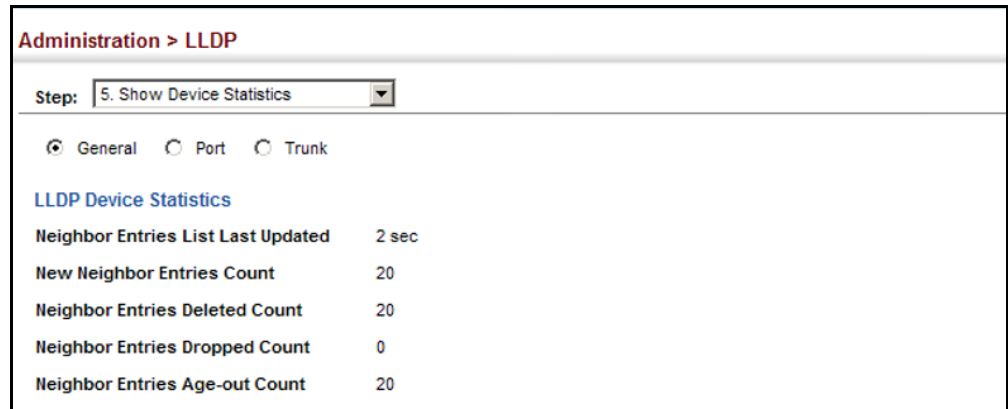 Administration > LLDP
Step: 5. Show Device Statistics
General Port Trunk
LLDP Device Statistics
Neighbor Entries List Last Updated 2 sec
New Neighbor Entries Count 20
Neighbor Entries Deleted Count 20
Neighbor Entries Dropped Count 0
Neighbor Entries Age-out Count 20